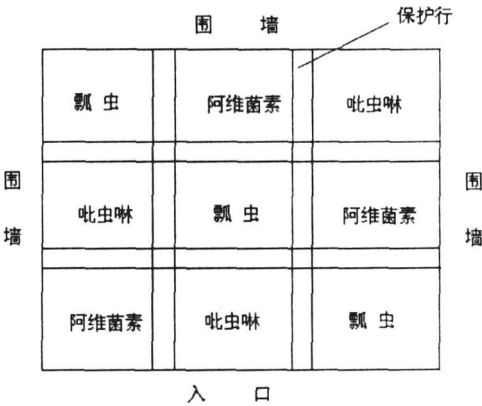 围 墙
保护行
瓢 虫
阿维菌素
吡虫啉
围 墙
围 墙
吡虫啉
瓢 虫
阿维菌素
阿维菌素
吡虫啉
瓢 虫
入 口